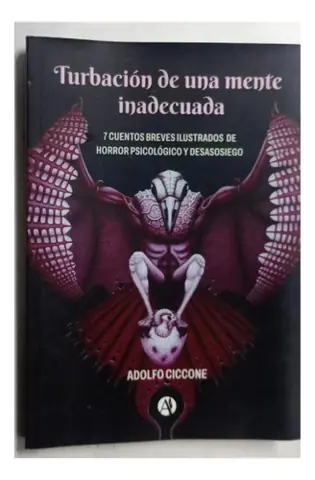 Turbación de una mente
inadecuada
7 CUENTOS BREVES ILUSTRADOS DE
HORROR PSICOLÓGICO Y DESASOSIEGO
ADOLFO CICCONE
A